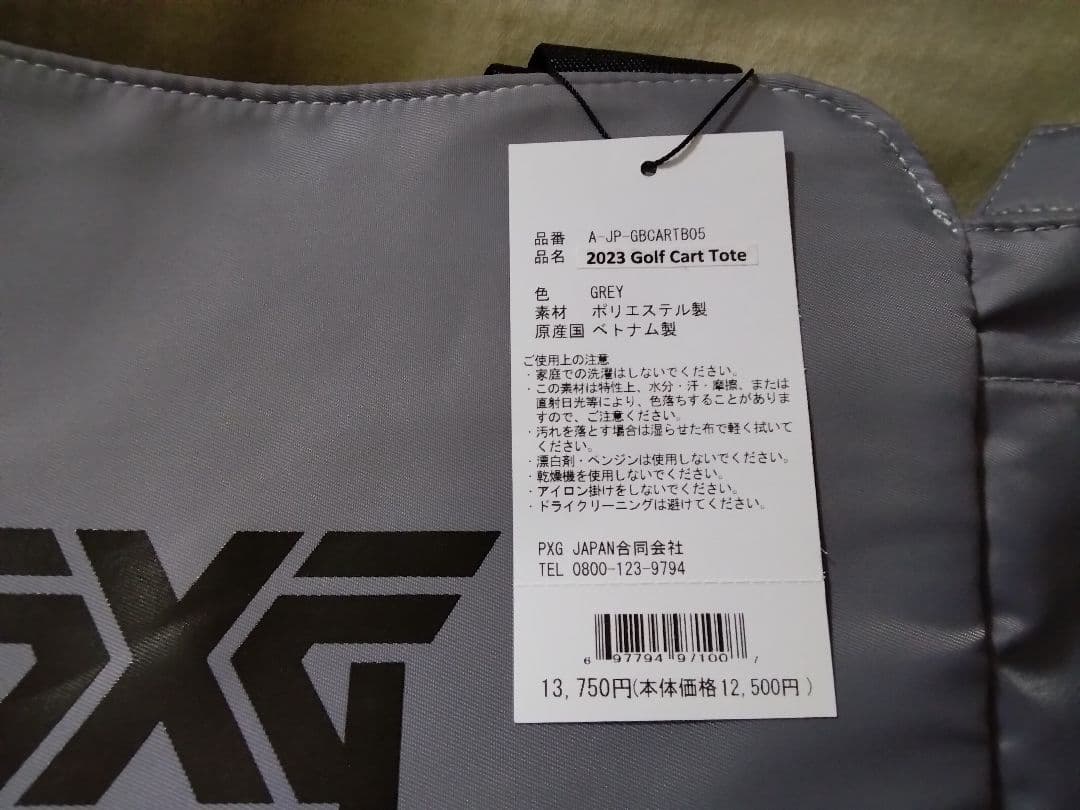 品番 A-JP-GBCARTB05
品名 2023 Golf Cart Tote
色 GREY
素材 ポリエステル製
原産国 ベトナム製
ご使用上の注意
・家庭での洗濯はしないでください。
・この素材は特性上、水分・汗・摩擦、または
直射日光等により、色落ちすることがありま
すので、ご注意ください。
・汚れを落とす場合は湿らせた布で軽く拭いて
ください。
・漂白剤・ベンジンは使用しないでください。
・乾燥機を使用しないでください。
・アイロン掛けをしないでください。
・ドライクリーニングは避けてください。
PXG JAPAN合同会社
TEL 0800-123-9794
6 97794 97100 7
13,750円(本体価格12,500円 )
PXG